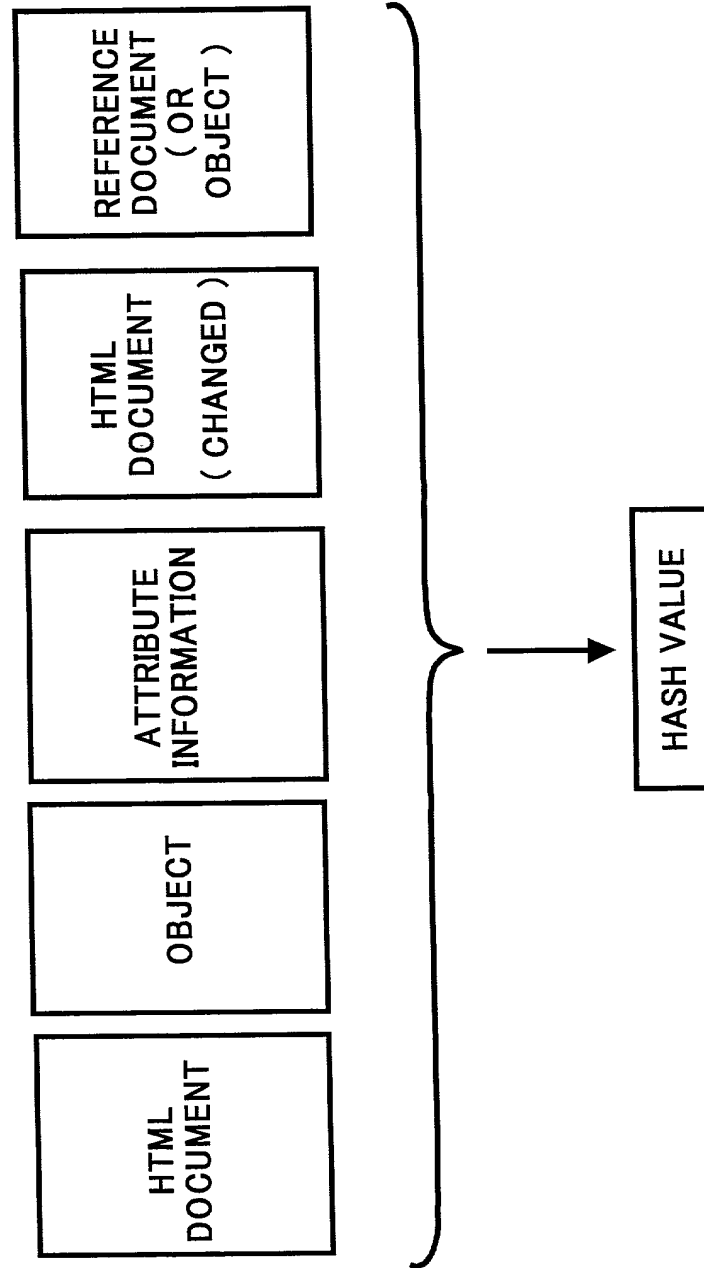 HTML
DOCUMENT
OBJECT
ATTRIBUTE
INFORMATION
HTML
DOCUMENT
(CHANGED)
REFERENCE
DOCUMENT
(OR
OBJECT)
HASH VALUE